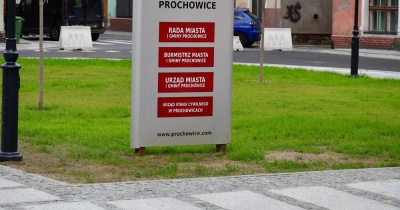 PROCHOWICE
RADA MIASTA
I GMINY PROCHOWICE
BURMISTRZ MIASTA
I GMINY PROCHOWICE
URZĄD MIASTA
I GMINY PROCHOWICE
URZĄD STANU CYWILNEGO
W PROCHOWICACH
www.prochowice.com